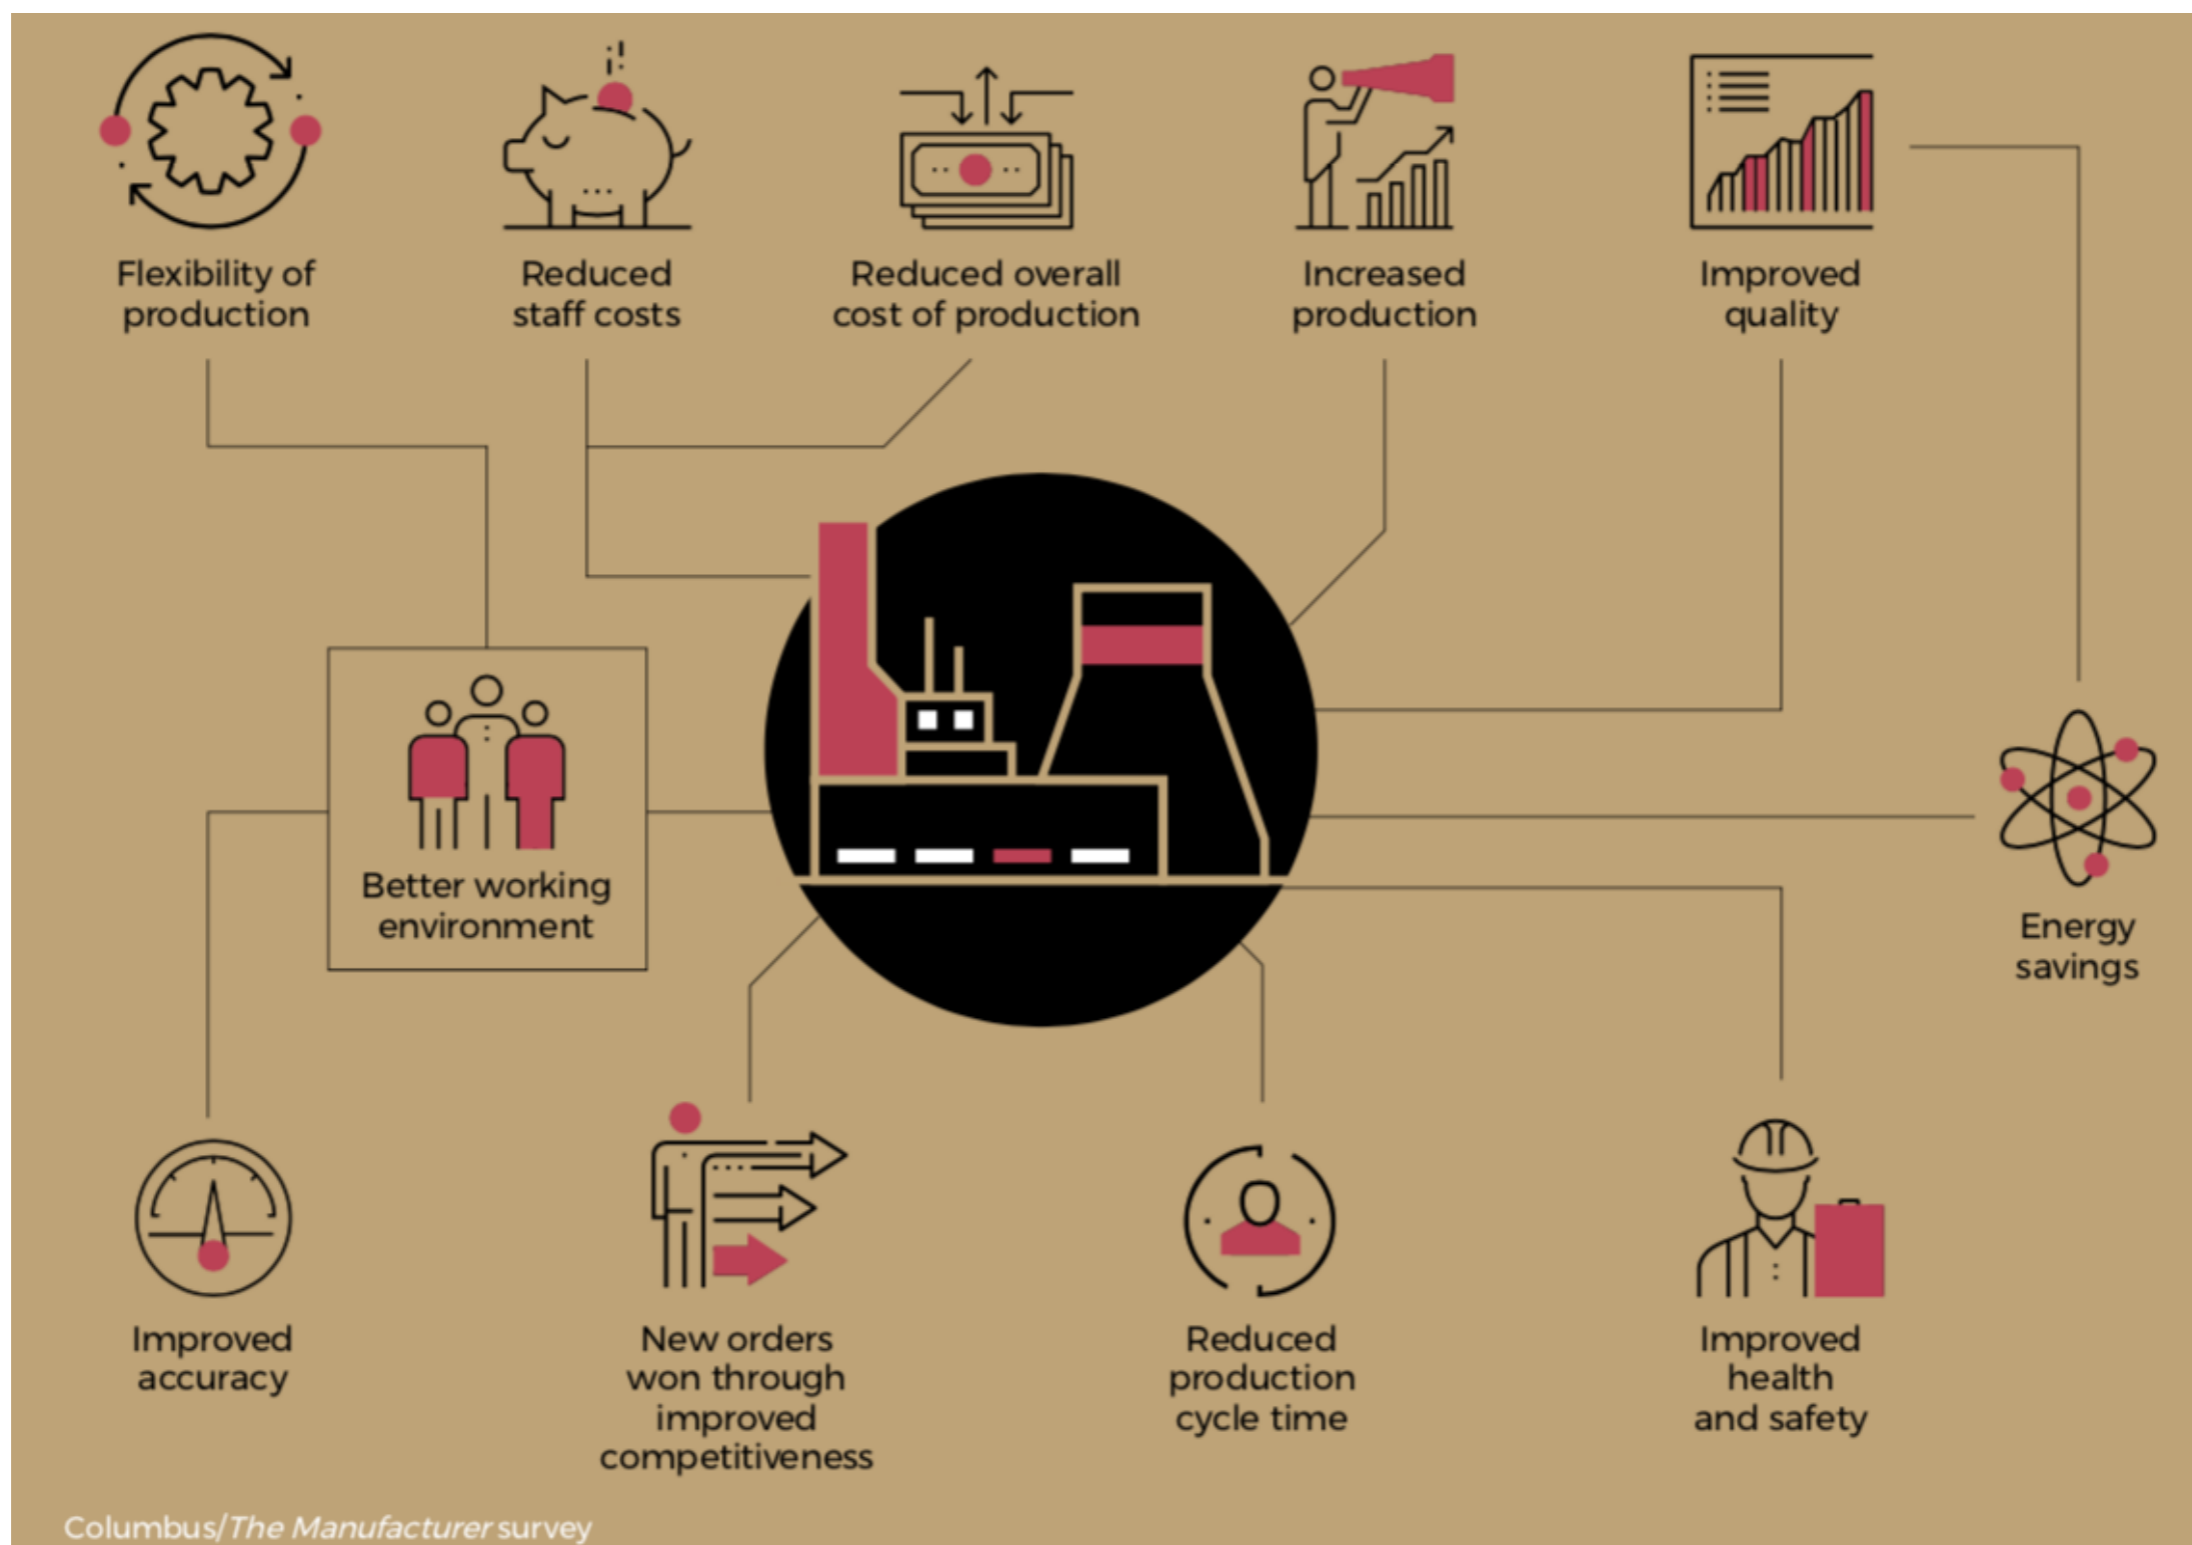 Flexibility of
production
Reduced
staff costs
Reduced overall
cost of production
Increased
production
Improved
quality
Better working
environment
Energy
savings
Improved
accuracy
New orders
won through
improved
competitiveness
Reduced
production
cycle time
Improved
health
and safety
Columbus/The Manufacturer survey